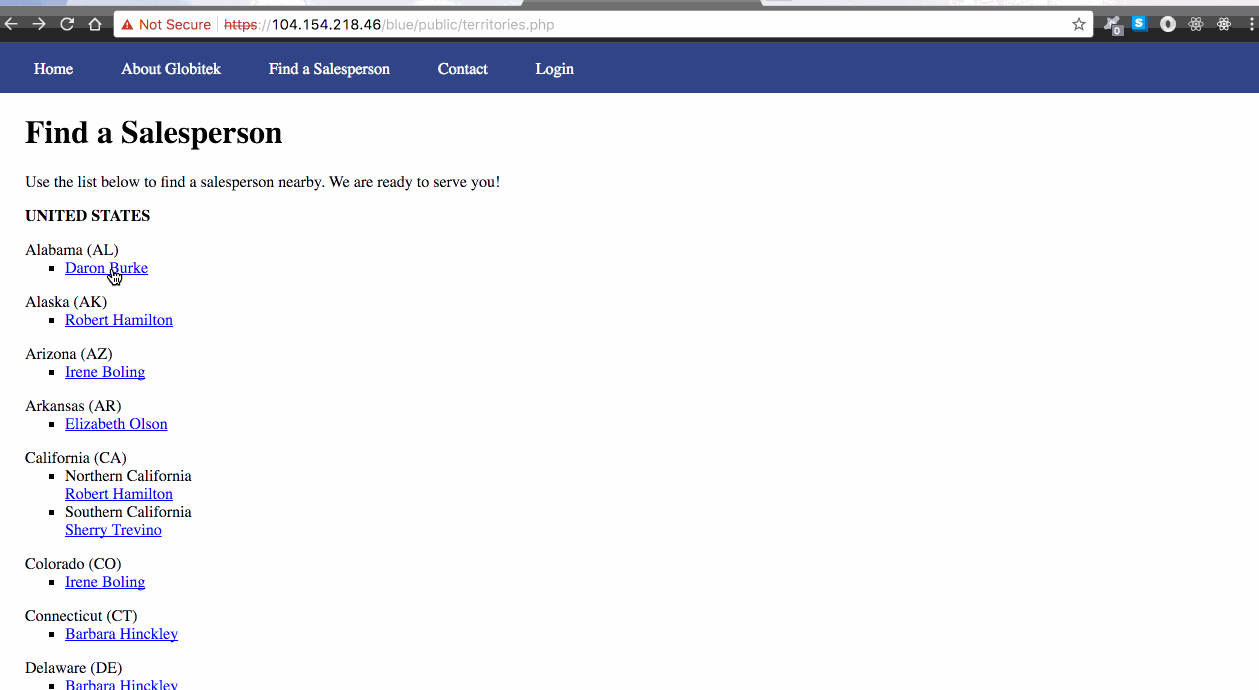 Not Secure https://104.154.218.46/blue/public/territories.php
0
S
Home About Globitek Find a Salesperson Contact Login
Find a Salesperson
Use the list below to find a salesperson nearby. We are ready to serve you!
UNITED STATES
Alabama (AL)
Daron Burke
Alaska (AK)
Robert Hamilton
Arizona (AZ)
Irene Boling
Arkansas (AR)
Elizabeth Olson
California (CA)
Northern California
Robert Hamilton
Southern California
Sherry Trevino
Colorado (CO)
Irene Boling
Connecticut (CT)
Barbara Hinckley
Delaware (DE)
Barbara Hinckley